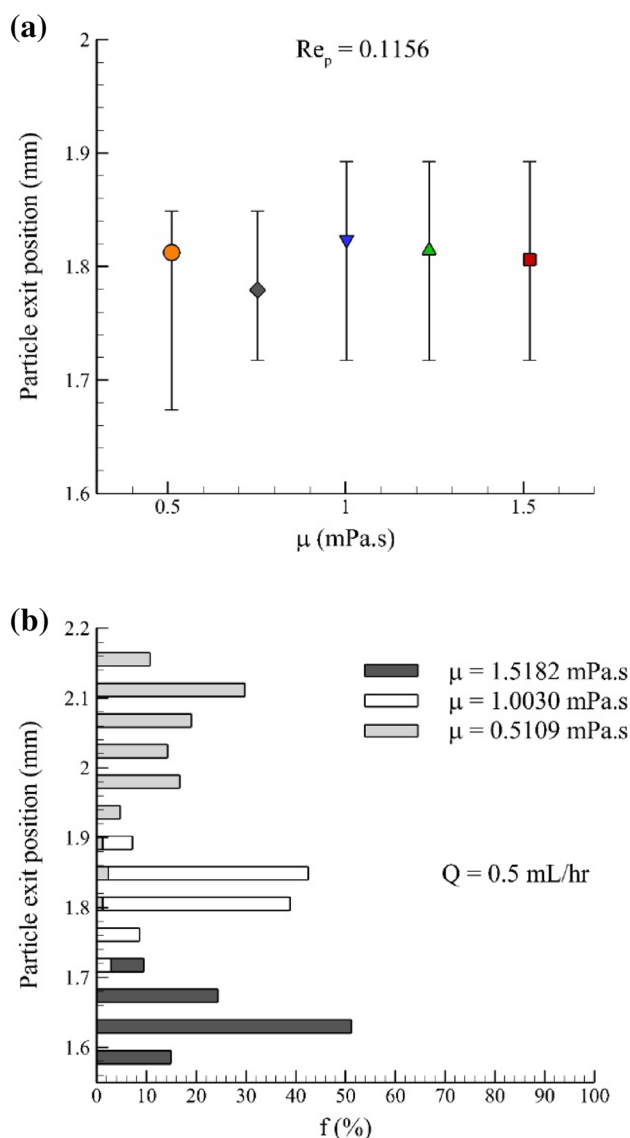 (a)
Re_p = 0.1156
2
1.9
1.8
1.7
1.6
Particle exit position (mm)
0.5
1
1.5
μ (mPa.s)
(b)
2.2
2.1
2
1.9
1.8
1.7
1.6
Particle exit position (mm)
μ = 1.5182 mPa.s
μ = 1.0030 mPa.s
μ = 0.5109 mPa.s
Q = 0.5 mL/hr
0 10 20 30 40 50 60 70 80 90 100
f (%)